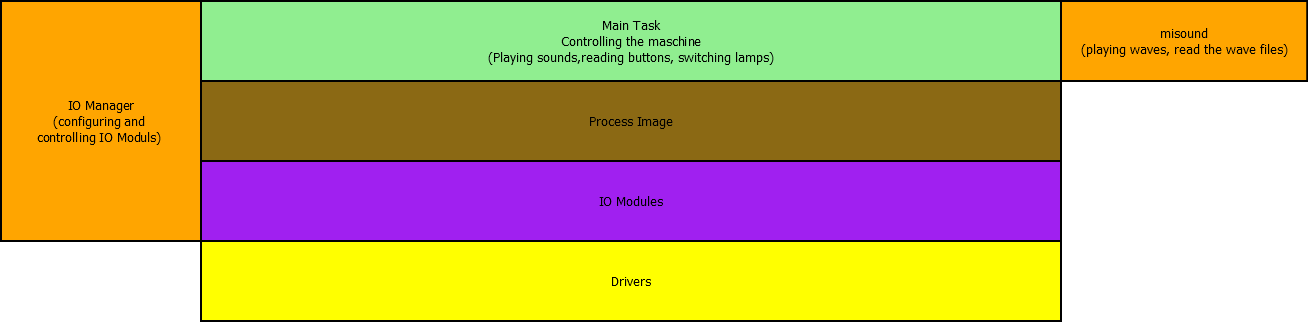 Main Task
Controlling the maschine
(Playing sounds,reading buttons, switching lamps)
misound
(playing waves, read the wave files)
IO Manager
(configuring and
controlling IO Moduls)
Process Image
IO Modules
Drivers